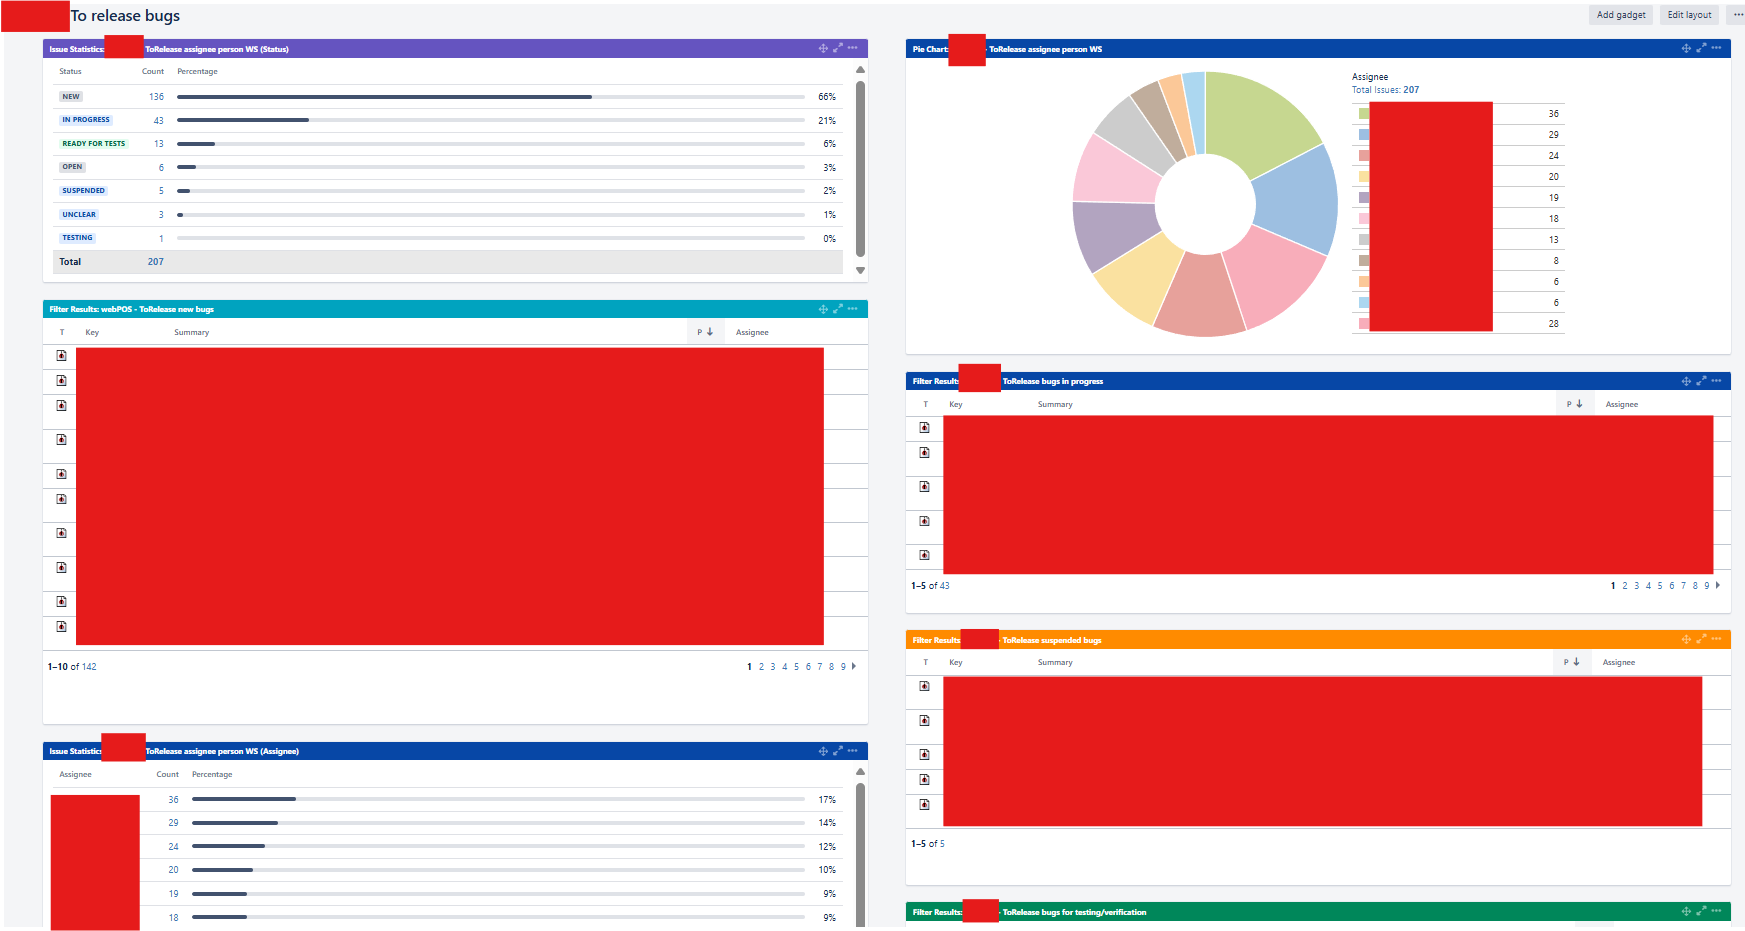 To release bugs
Add gadget Edit layout
Issue Statistics: ToRelease assignee person WS (Status)
Status Count Percentage
NEW 136 66%
IN PROGRESS 43 21%
READY FOR TESTS 13 6%
OPEN 6 3%
SUSPENDED 5 2%
UNCLEAR 3 1%
TESTING 1 0%
Total 207
Filter Results: webPOS - ToRelease new bugs
T Key Summary P Assignee
1–10 of 142
1 2 3 4 5 6 7 8 9
Issue Statistics ToRelease assignee person WS (Assignee)
Assignee Count Percentage
36 17%
29 14%
24 12%
20 10%
19 9%
18 9%
Pie Chart: - ToRelease assignee person WS
Assignee
Total Issues: 207
36
29
24
20
19
18
13
8
6
6
28
Filter Results ToRelease bugs in progress
T Key Summary P Assignee
1–5 of 43
1 2 3 4 5 6 7 8 9
Filter Results - ToRelease suspended bugs
T Key Summary P Assignee
1–5 of 5
Filter Results: - ToRelease bugs for testing/verification